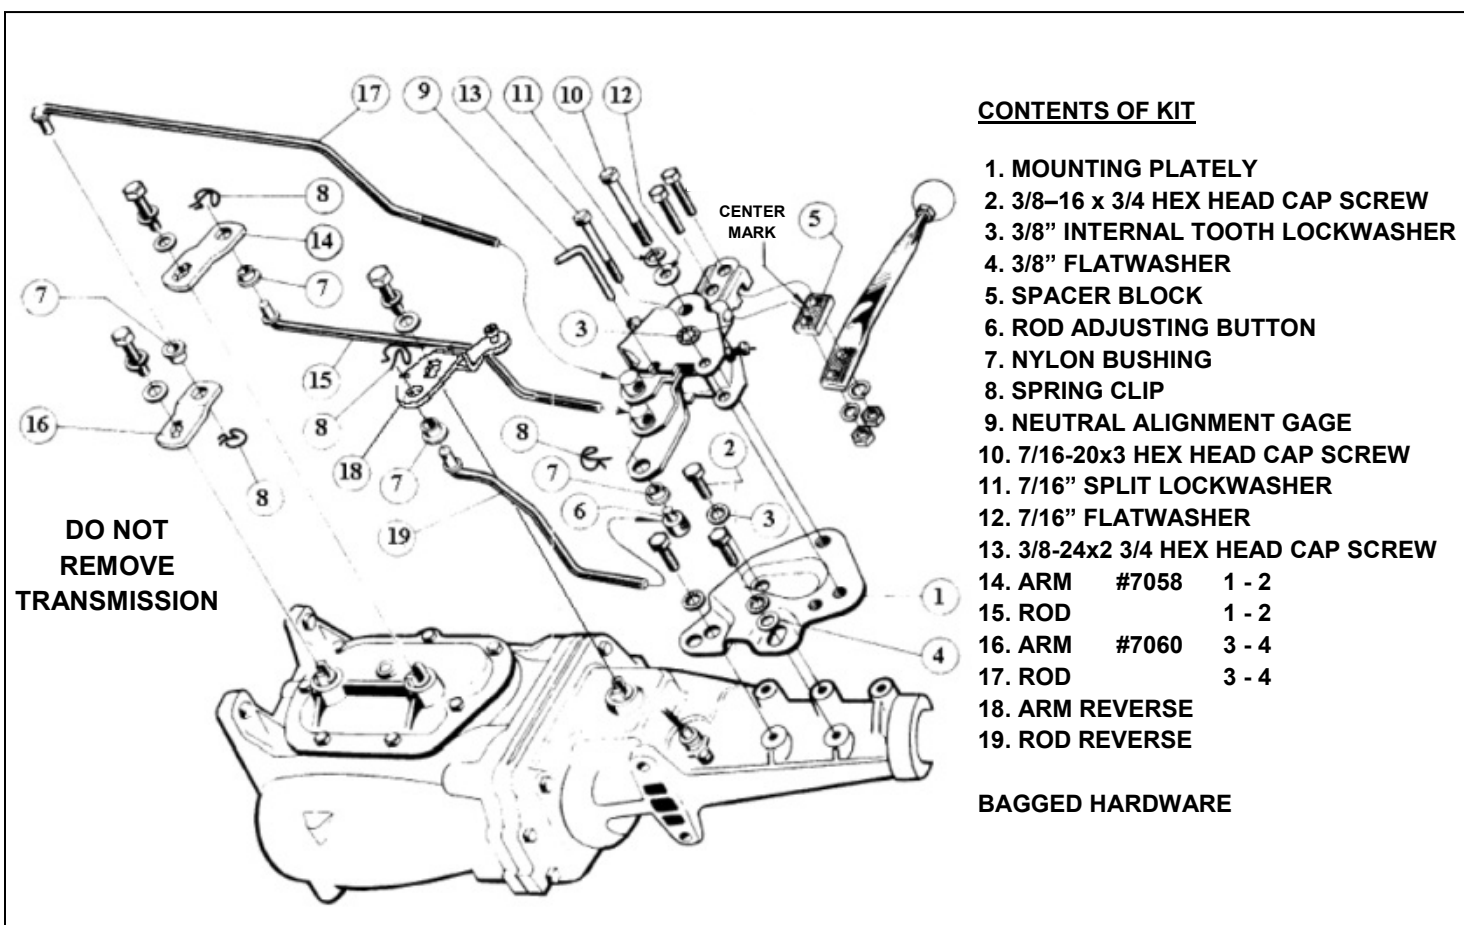 17 9 13 11 10 12
8
14
7
7
15
16
8
8
18
7
19
3
CENTER
MARK
5
8
2
7
6
3
1
4
DO NOT
REMOVE
TRANSMISSION
CONTENTS OF KIT
1. MOUNTING PLATELY
2. 3/8–16 x 3/4 HEX HEAD CAP SCREW
3. 3/8” INTERNAL TOOTH LOCKWASHER
4. 3/8” FLATWASHER
5. SPACER BLOCK
6. ROD ADJUSTING BUTTON
7. NYLON BUSHING
8. SPRING CLIP
9. NEUTRAL ALIGNMENT GAGE
10. 7/16-20x3 HEX HEAD CAP SCREW
11. 7/16” SPLIT LOCKWASHER
12. 7/16” FLATWASHER
13. 3/8-24x2 3/4 HEX HEAD CAP SCREW
14. ARM #7058 1 - 2
15. ROD 1 - 2
16. ARM #7060 3 - 4
17. ROD 3 - 4
18. ARM REVERSE
19. ROD REVERSE
BAGGED HARDWARE